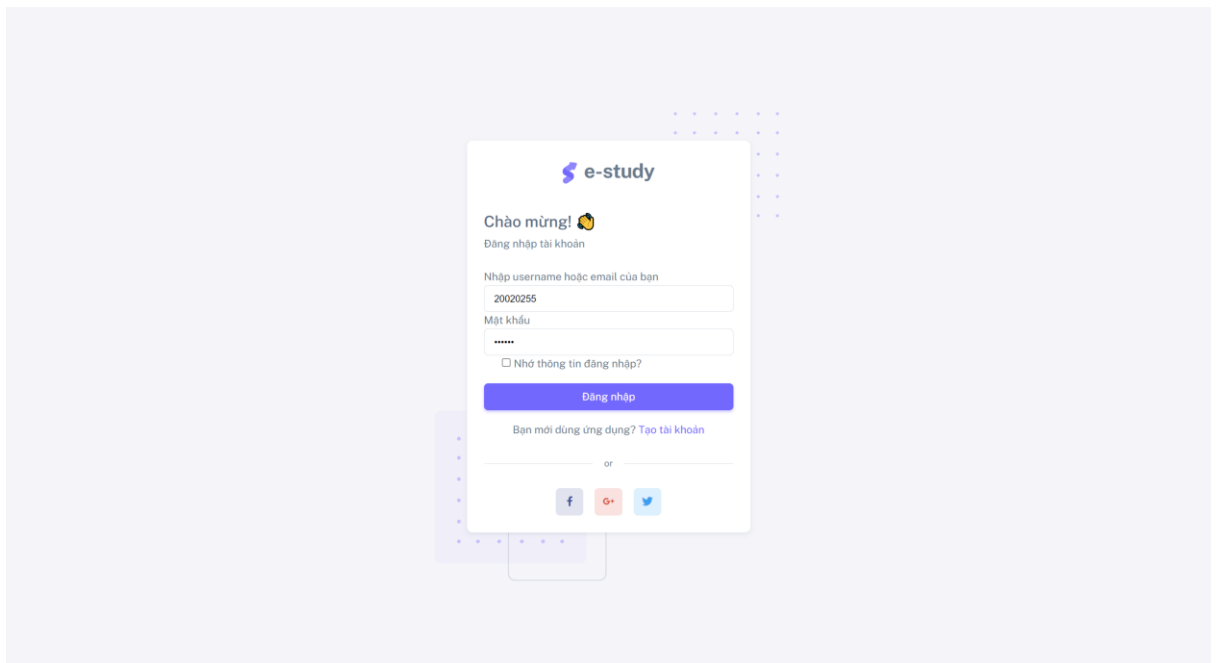 e-study
Chào mừng!
Đăng nhập tài khoản
Nhập username hoặc email của bạn
20020255
Mật khẩu
••••••
Nhớ thông tin đăng nhập?
Đăng nhập
Bạn mới dùng ứng dụng? Tạo tài khoản
or
f G+